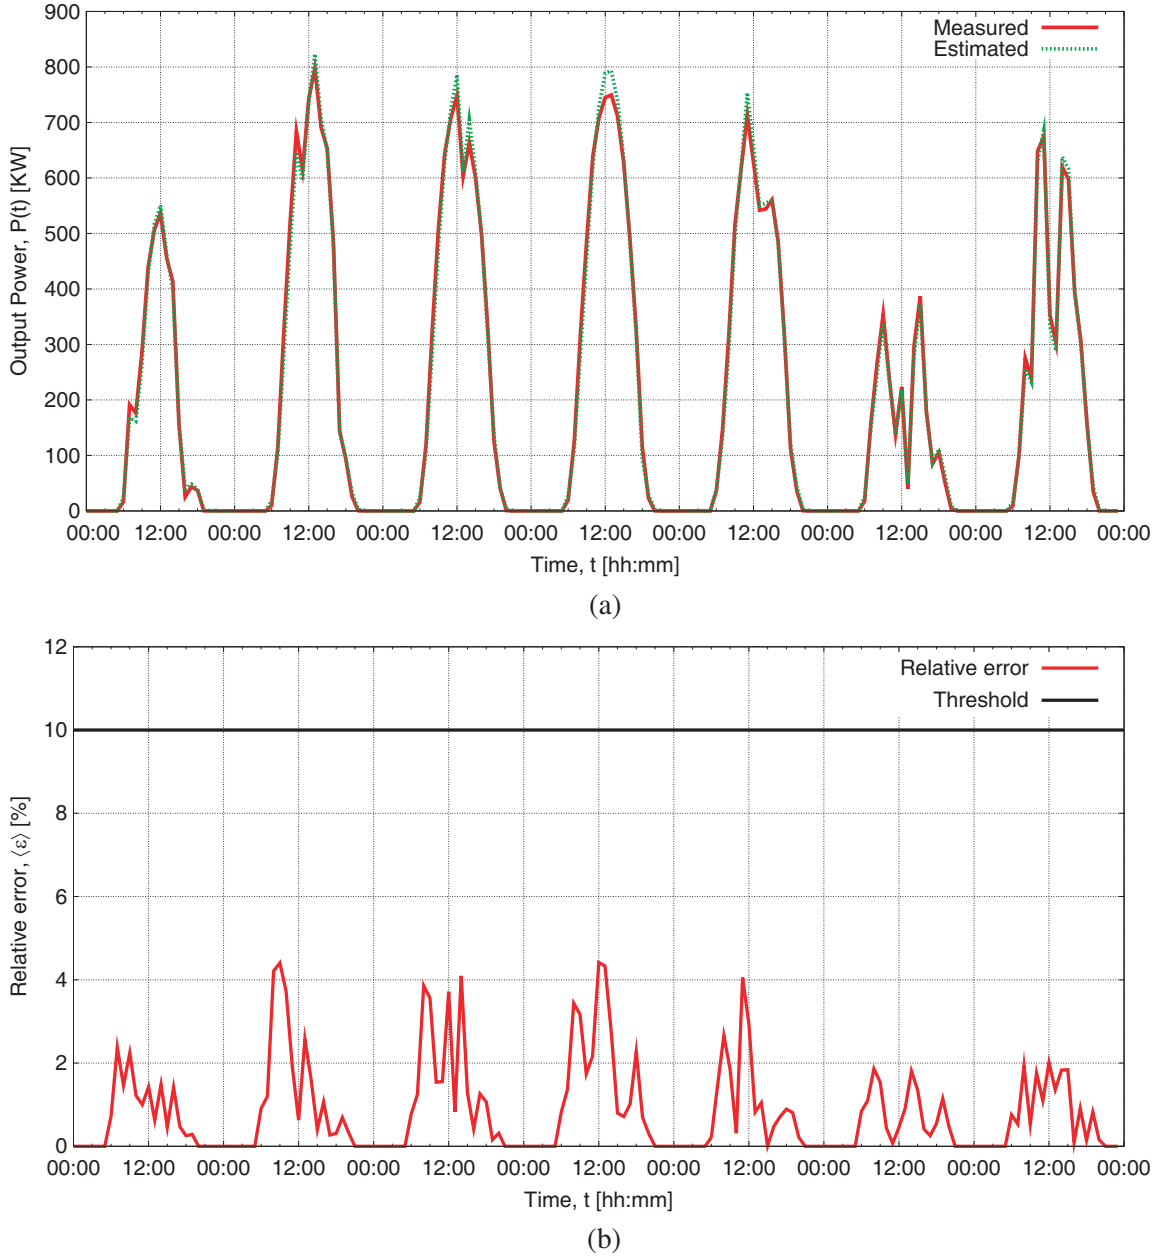 900
800
700
600
500
400
300
200
100
0
Output Power, P(t) [KW]
Measured
Estimated
00:00 12:00 00:00 12:00 00:00 12:00 00:00 12:00 00:00 12:00 00:00 12:00 00:00 12:00 00:00
Time, t [hh:mm]
(a)
12
10
8
6
4
2
0
Relative error, ⟨ε⟩ [%]
Relative error
Threshold
00:00 12:00 00:00 12:00 00:00 12:00 00:00 12:00 00:00 12:00 00:00 12:00 00:00 12:00 00:00
Time, t [hh:mm]
(b)